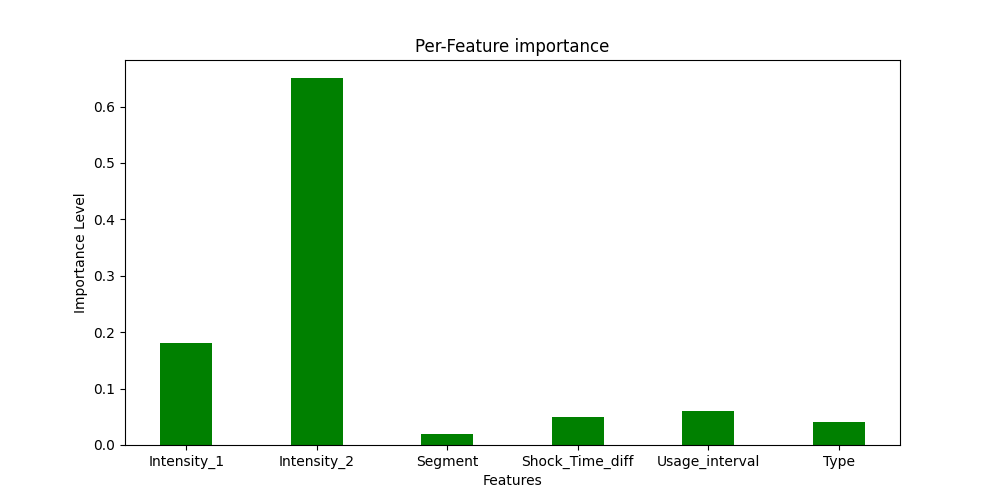 Per-Feature importance
Importance Level
0.6
0.5
0.4
0.3
0.2
0.1
0.0
Intensity_1 Intensity_2 Segment Shock_Time_diff Usage_interval Type
Features